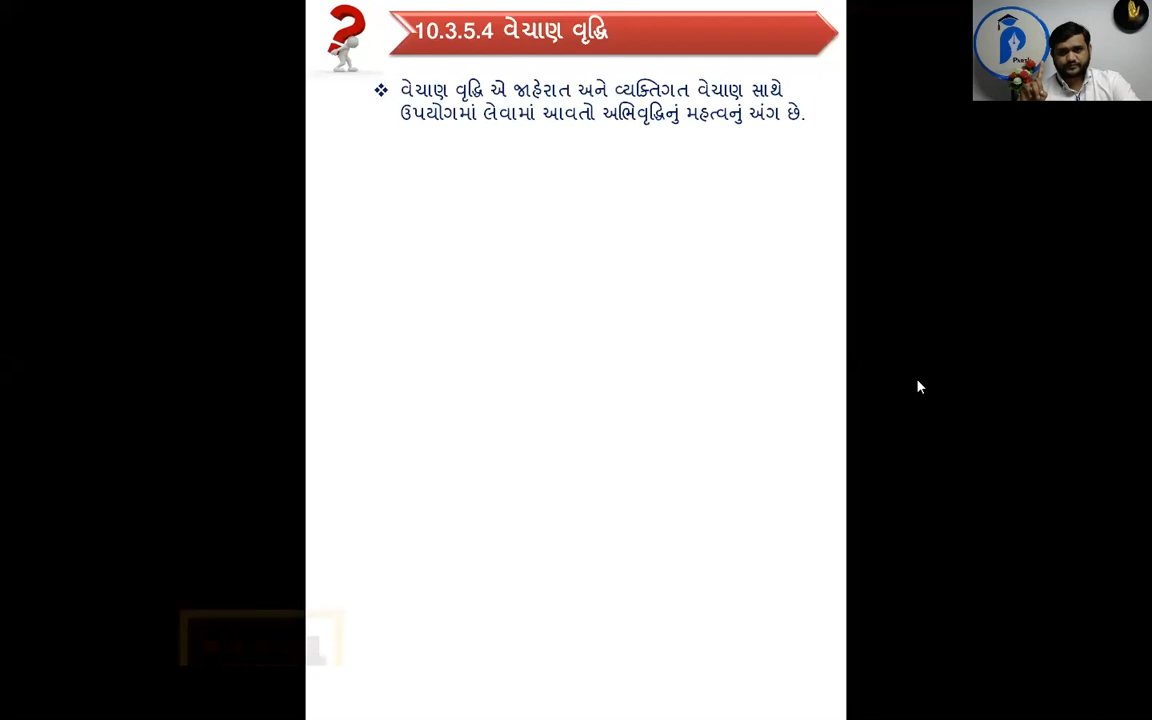 10.3.5.4 વેચાણ વૃદ્ધિ
❖ વેચાણ વૃદ્ધિ એ જાહેરાત અને વ્યક્તિગત વેચાણ સાથે
ઉપયોગમાં લેવામાં આવતો અભિવૃદ્ધિનું મહત્વનું અંગ છે.